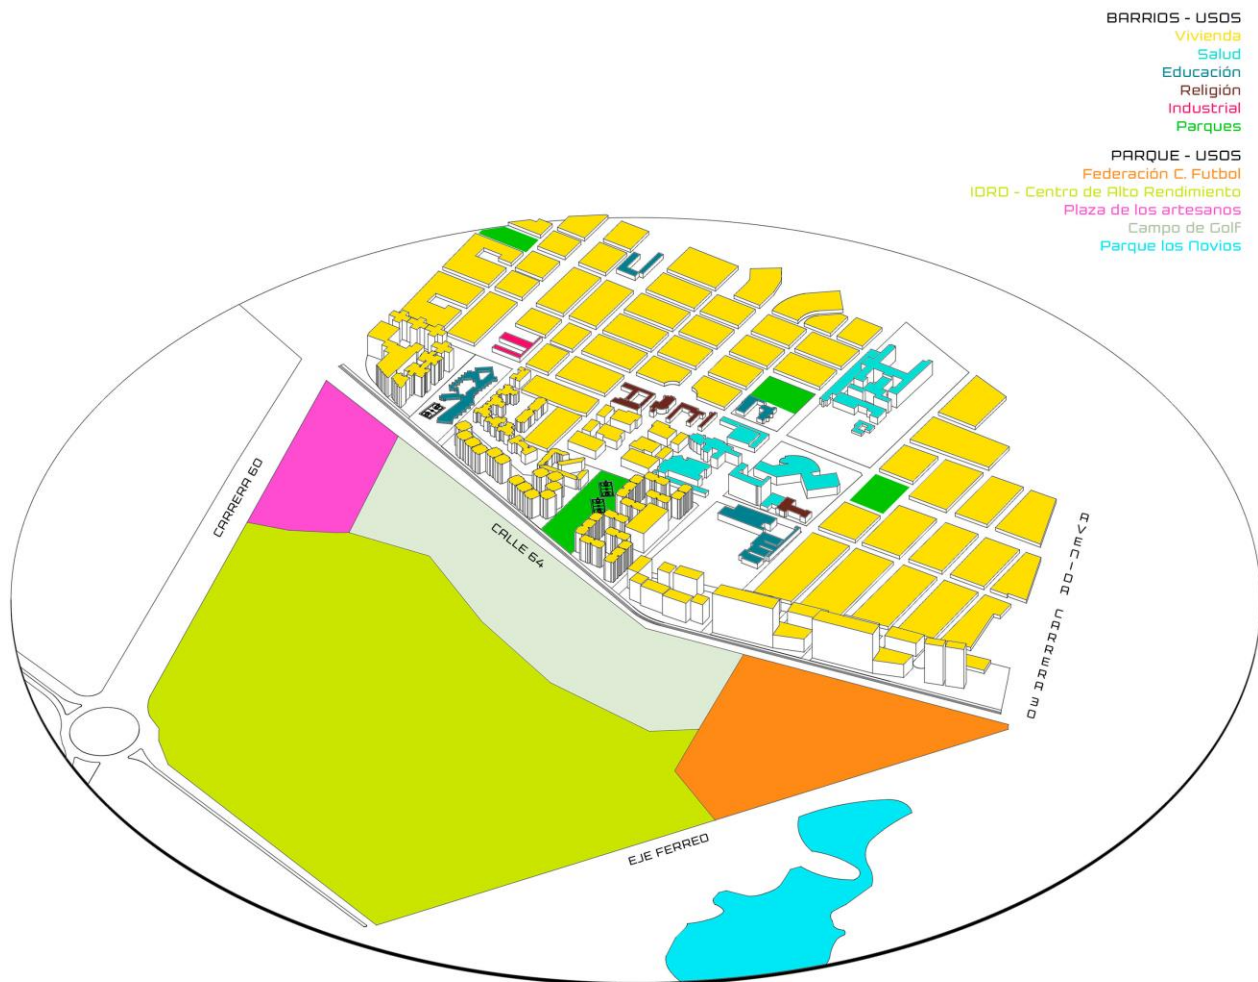 BARRIOS - USOS
Vivienda
Salud
Educación
Religión
Industrial
Parques
PARQUE - USOS
Federación C. Futbol
IDRD - Centro de Alto Rendimiento
Plaza de los artesanos
Campo de Golf
Parque los Novios
CARRERA 60
CALLE 64
AVENIDA CARRERA 30
EJE FERREO